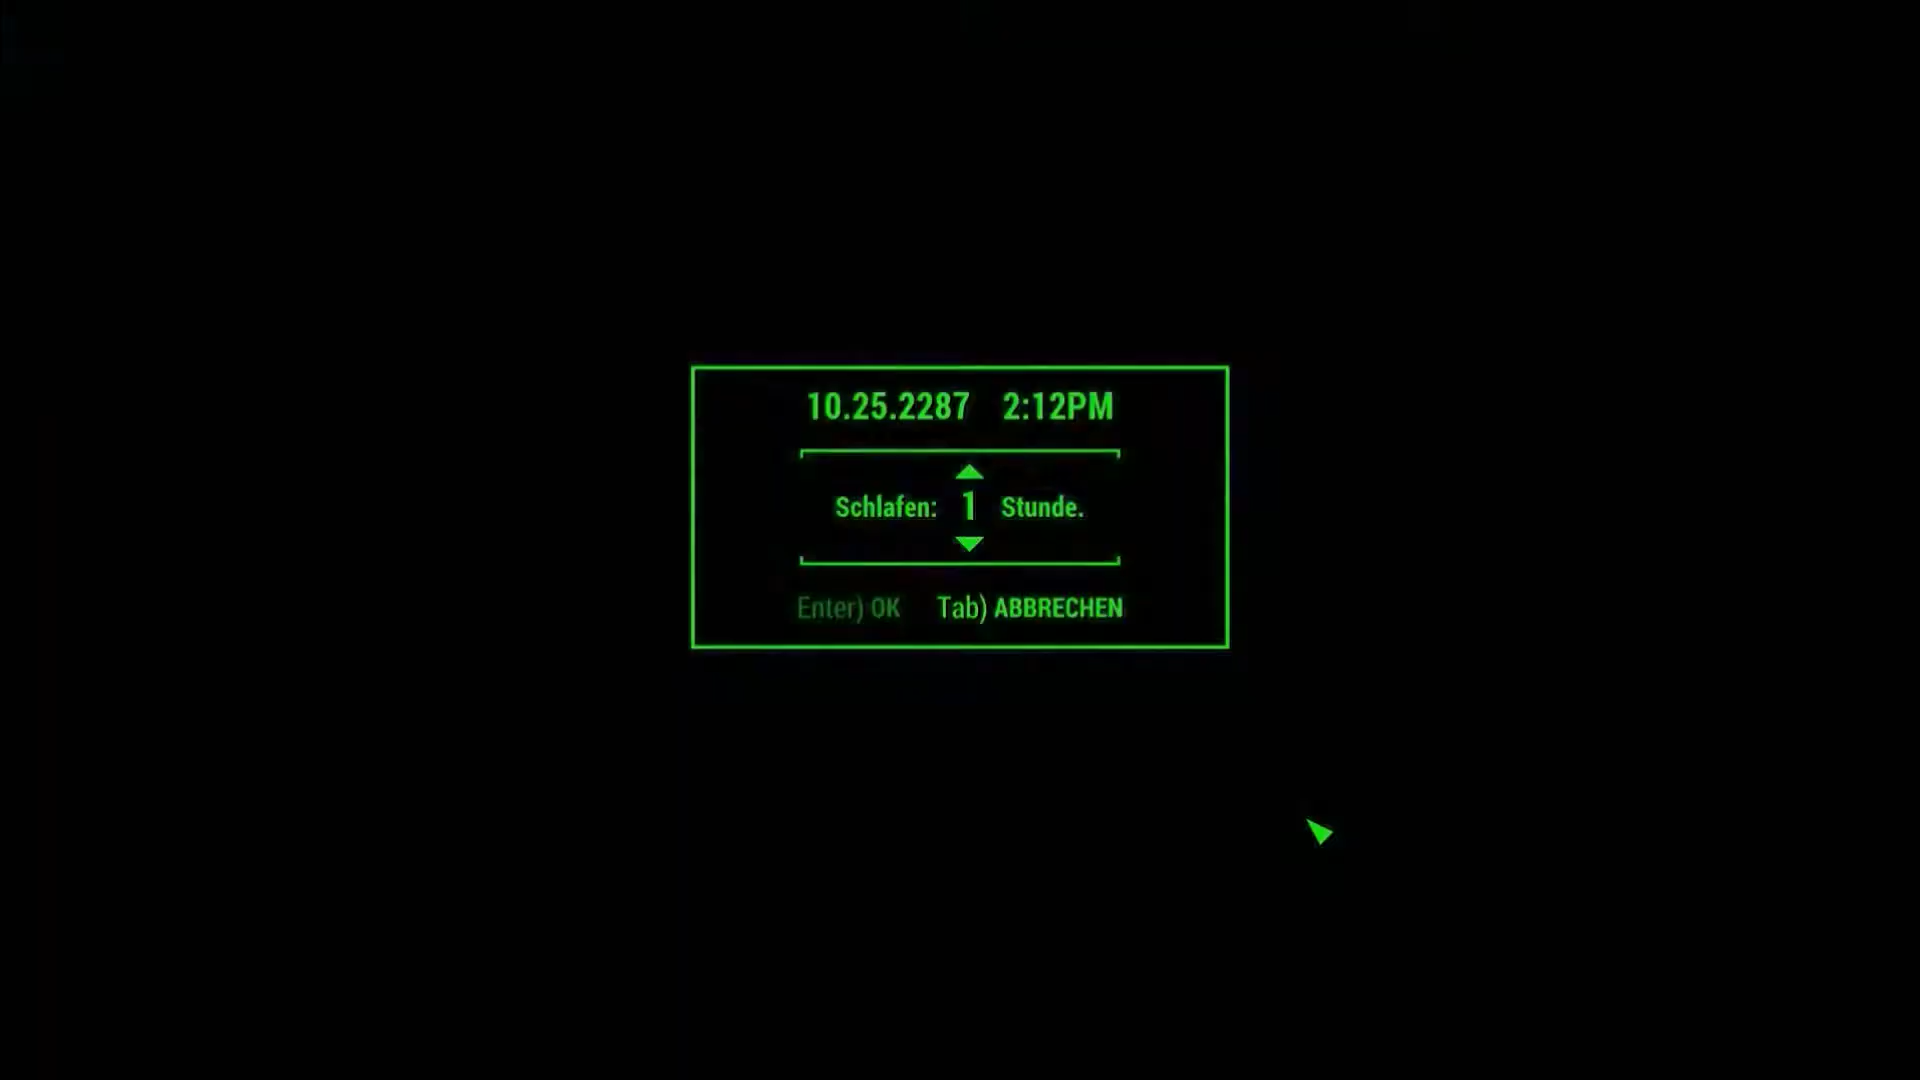 10.25.2287 2:12PM
Schlafen: 1 Stunde.
Enter) OK Tab) ABBRECHEN